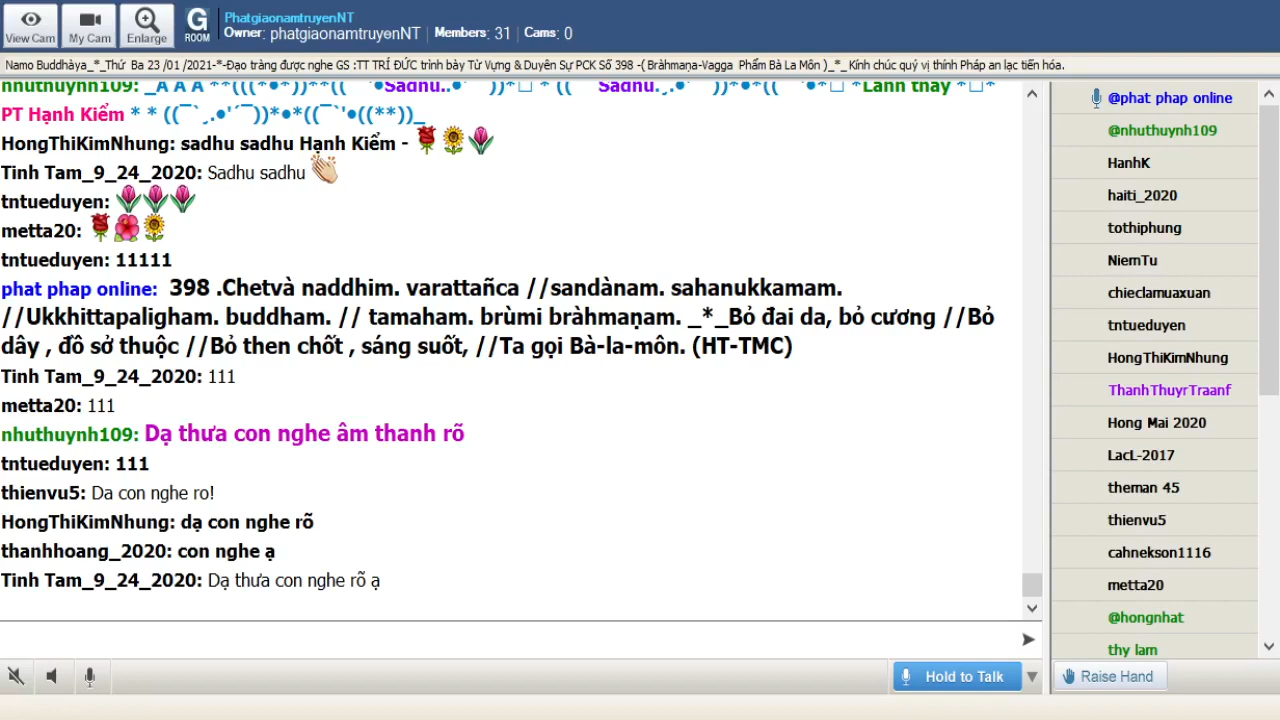 PhatgiaonamtruyenNT
Owner: phatgiaonamtruyenNT | Members: 31 | Cams: 0
View Cam
My Cam
Enlarge
G
ROOM
Namo Buddhàya_*_Thứ Ba 23 /01 /2021-*-Đạo tràng được nghe GS :TT TRÍ ĐỨC trình bày Từ Vựng & Duyên Sự PCK Số 398 -( Bràhmaṇa-Vagga Phẩm Bà La Môn )_*_ Kính chúc quý vị thính Pháp an lạc tiến hóa.
nhuthuynh109:
PT Hạnh Kiểm * * ((¯`¸.●'´¯))*●*((¯`'●((**))_
HongThiKimNhung: sadhu sadhu Hạnh Kiểm -
Tinh Tam_9_24_2020: Sadhu sadhu
tntueduyen:
metta20:
tntueduyen: 11111
phat phap online: 398 .Chetvà naddhim. varattañca //sandànam. sahanukkamam.
//Ukkhittapaligham. buddham. // tamaham. brùmi bràhmaṇam. _*_Bỏ đai da, bỏ cương //Bỏ
dây , đồ sở thuộc //Bỏ then chốt , sáng suốt, //Ta gọi Bà-la-môn. (HT-TMC)
Tinh Tam_9_24_2020: 111
metta20: 111
nhuthuynh109: Dạ thưa con nghe âm thanh rõ
tntueduyen: 111
thienvu5: Da con nghe ro!
HongThiKimNhung: dạ con nghe rõ
thanhhoang_2020: con nghe ạ
Tinh Tam_9_24_2020: Dạ thưa con nghe rõ ạ
@phat phap online
@nhuthuynh109
HanhK
haiti_2020
tothiphung
NiemTu
chieclamuaxuan
tntueduyen
HongThiKimNhung
ThanhThuyrTraanf
Hong Mai 2020
LacL-2017
theman 45
thienvu5
cahnekson1116
metta20
@hongnhat
thy lam
Hold to Talk
Raise Hand